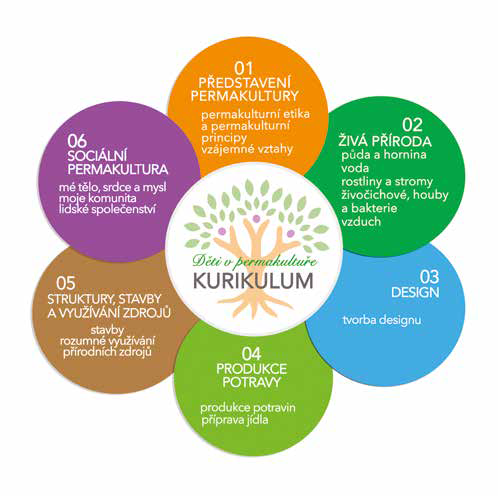 01
PŘEDSTAVENÍ
PERMAKULTURY
permakulturní etika
a permakulturní
principy
vzájemné vztahy
02
ŽIVÁ PŘÍRODA
půda a hornina
voda
rostliny a stromy
živočichové, houby
a bakterie
vzduch
03
DESIGN
tvorba designu
04
PRODUKCE
POTRAVY
produkce potravin
příprava jídla
05
STRUKTURY, STAVBY
A VYUŽÍVÁNÍ ZDROJŮ
stavby
rozumné využívání
přírodních zdrojů
06
SOCIÁLNÍ
PERMAKULTURA
mé tělo, srdce a mysl
moje komunita
lidské společenství
Děti v permakultuře
KURIKULUM